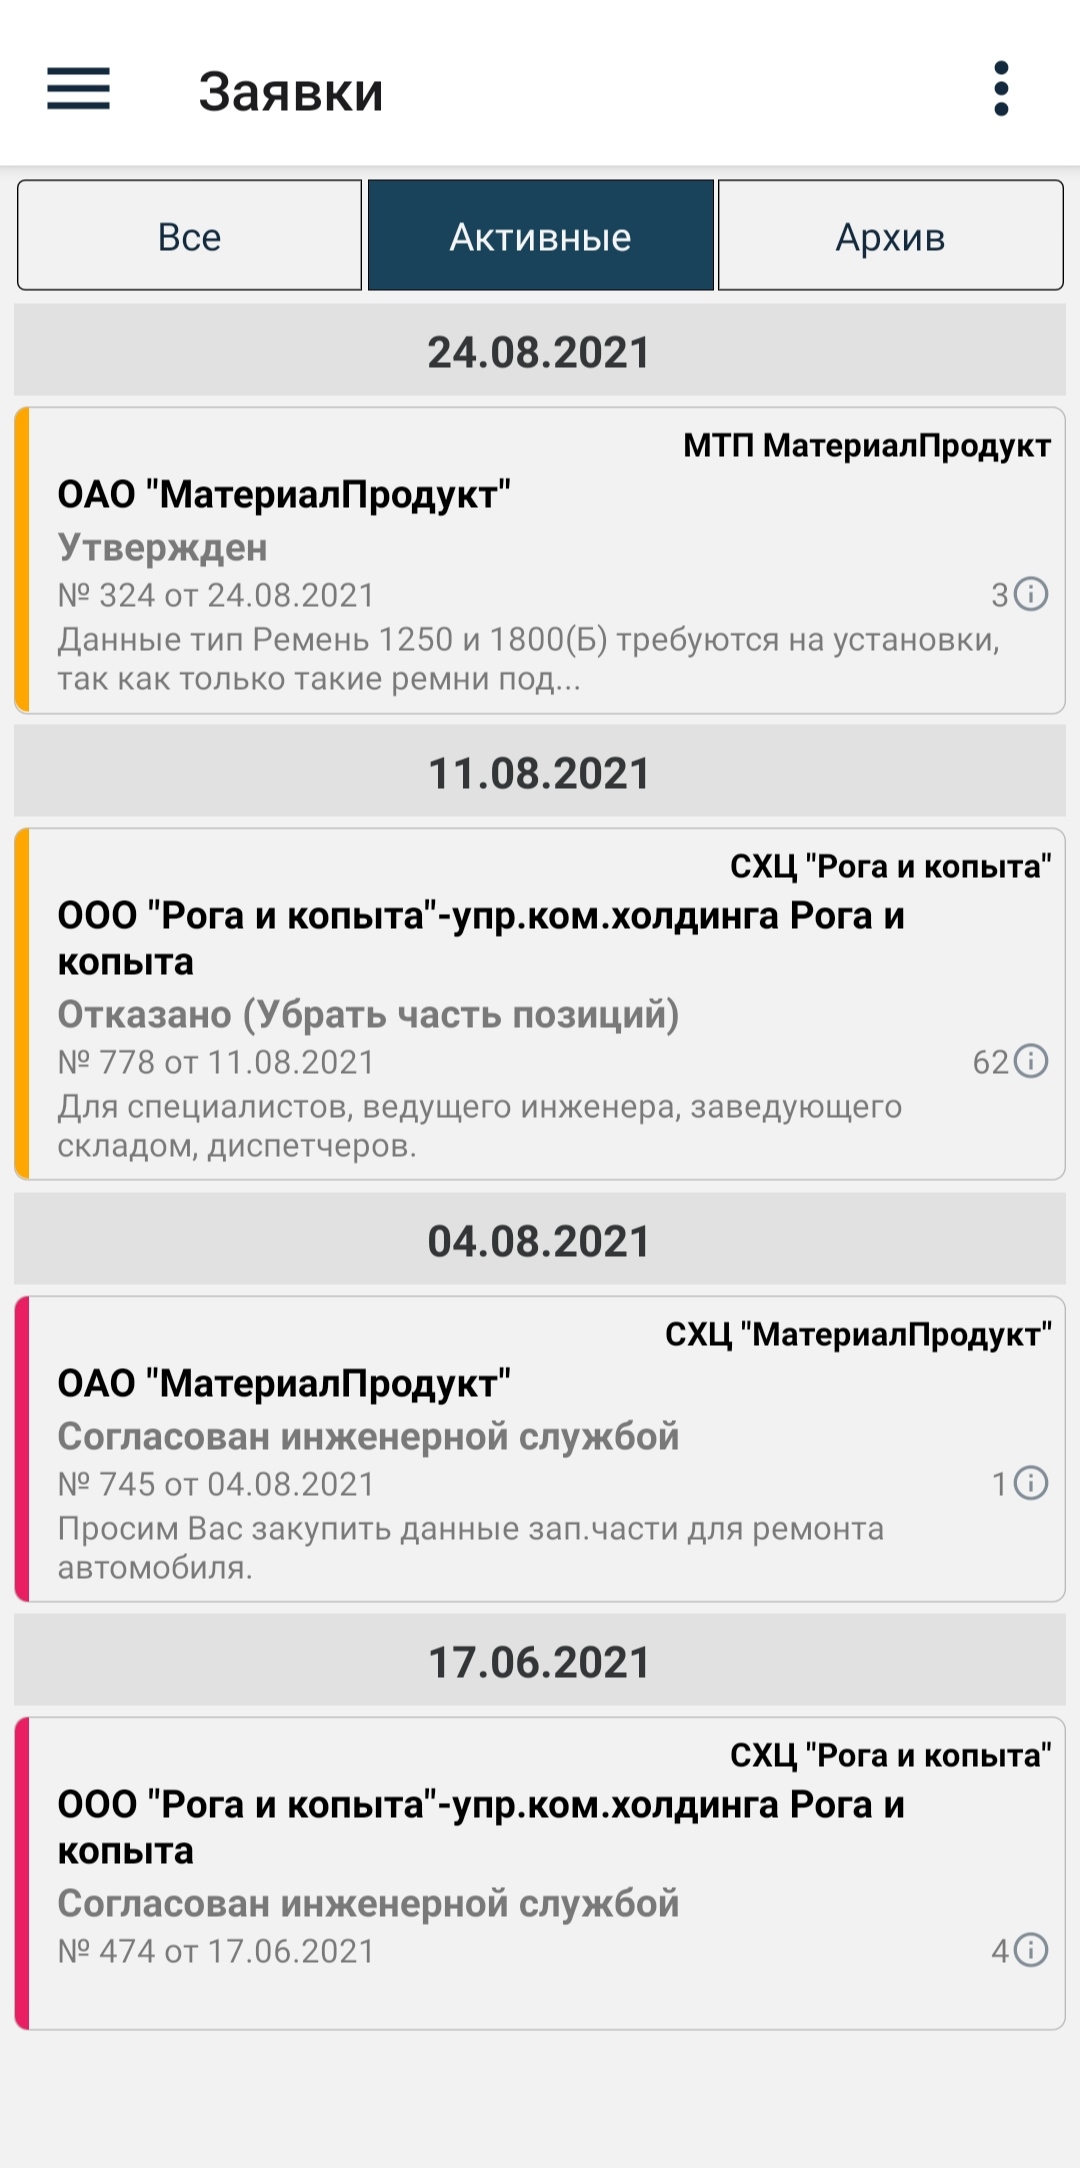 Заявки
Все
Активные
Архив
24.08.2021
МТП МатериалПродукт
ОАО "МатериалПродукт"
Утвержден
№ 324 от 24.08.2021
3
Данные тип Ремень 1250 и 1800(Б) требуются на установки,
так как только такие ремни под...
11.08.2021
СХЦ "Рога и копыта"
ООО "Рога и копыта"-упр.ком.холдинга Рога и
копыта
Отказано (Убрать часть позиций)
№ 778 от 11.08.2021
62
Для специалистов, ведущего инженера, заведующего
складом, диспетчеров.
04.08.2021
СХЦ "МатериалПродукт"
ОАО "МатериалПродукт"
Согласован инженерной службой
№ 745 от 04.08.2021
1
Просим Вас закупить данные зап.части для ремонта
автомобиля.
17.06.2021
СХЦ "Рога и копыта"
ООО "Рога и копыта"-упр.ком.холдинга Рога и
копыта
Согласован инженерной службой
№ 474 от 17.06.2021
4